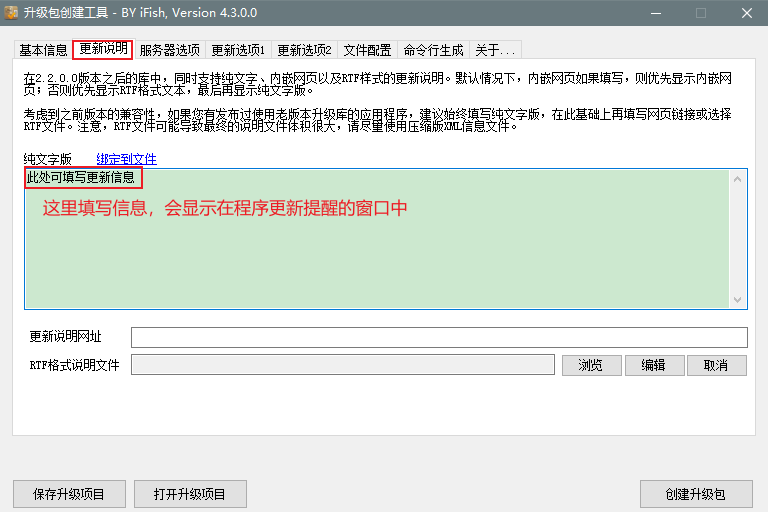 升级包创建工具 - BY iFish, Version 4.3.0.0
基本信息 更新说明 服务器选项 更新选项1 更新选项2 文件配置 命令行生成 关于...
在2.2.0.0版本之后的库中，同时支持纯文字、内嵌网页以及RTF样式的更新说明。默认情况下，内嵌网页如果填写，则优先显示内嵌网
页；否则优先显示RTF格式文本，最后再显示纯文字版。
考虑到之前版本的兼容性，如果您有发布过使用老版本升级库的应用程序，建议始终填写纯文字版，在此基础上再填写网页链接或选择
RTF文件。注意，RTF文件可能导致最终的说明文件体积很大，请尽量使用压缩版XML信息文件。
纯文字版 绑定到文件
此处可填写更新信息
这里填写信息，会显示在程序更新提醒的窗口中
更新说明网址
RTF格式说明文件 浏览 编辑 取消
保存升级项目 打开升级项目 创建升级包